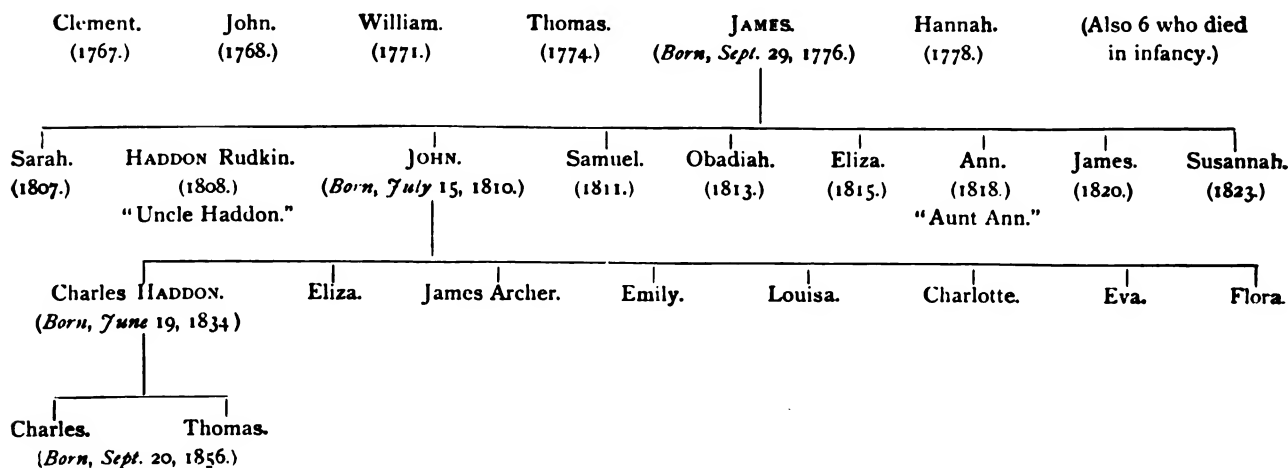 Clement. John. William. Thomas. JAMES. Hannah. (Also 6 who died
(1767.) (1768.) (1771.) (1774.) (Born, Sept. 29, 1776.) (1778.) in infancy.)
Sarah. HADDON Rudkin. JOHN. Samuel. Obadiah. Eliza. Ann. James. Susannah.
(1807.) (1808.) (Born, July 15, 1810.) (1811.) (1813.) (1815.) (1818.) (1820.) (1823.)
"Uncle Haddon." "Aunt Ann."
Charles HADDON. Eliza. James Archer. Emily. Louisa. Charlotte. Eva. Flora.
(Born, June 19, 1834)
Charles. Thomas.
(Born, Sept. 20, 1856.)